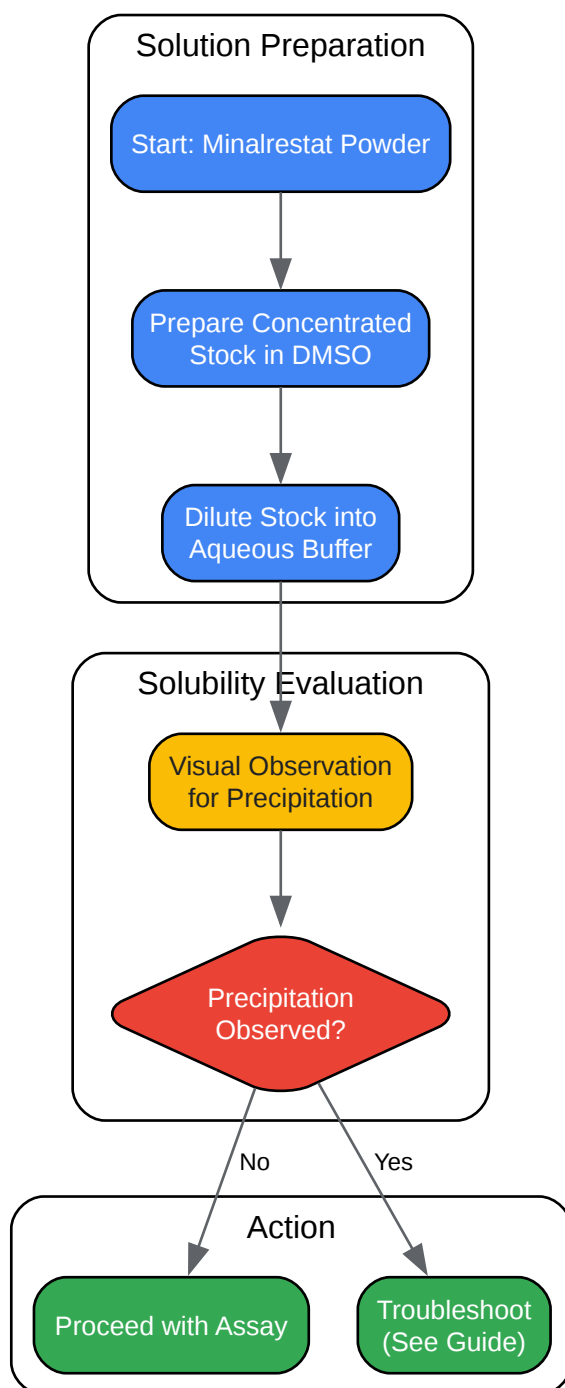 Solution Preparation
Start: Minalrestat Powder
Prepare Concentrated
Stock in DMSO
Dilute Stock into
Aqueous Buffer
Solubility Evaluation
Visual Observation
for Precipitation
Precipitation
Observed?
No
Yes
Action
Proceed with Assay
Troubleshoot
(See Guide)